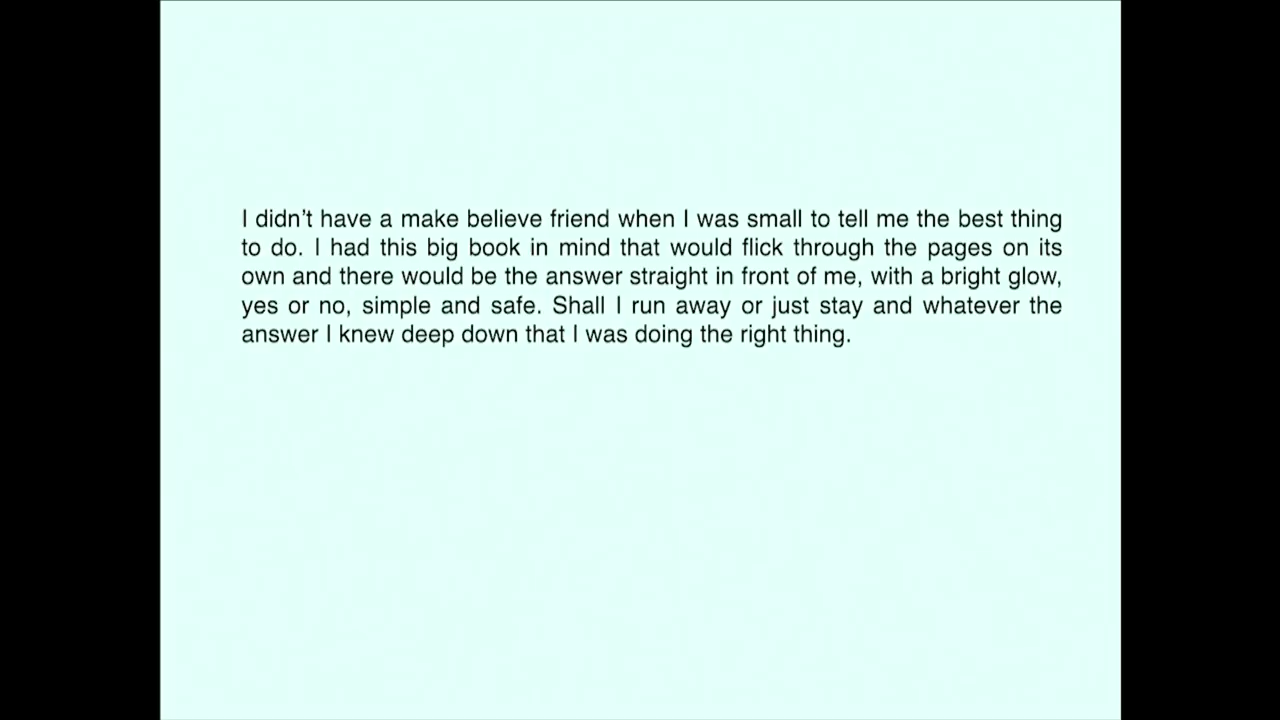 I didn’t have a make believe friend when I was small to tell me the best thing
to do. I had this big book in mind that would flick through the pages on its
own and there would be the answer straight in front of me, with a bright glow,
yes or no, simple and safe. Shall I run away or just stay and whatever the
answer I knew deep down that I was doing the right thing.